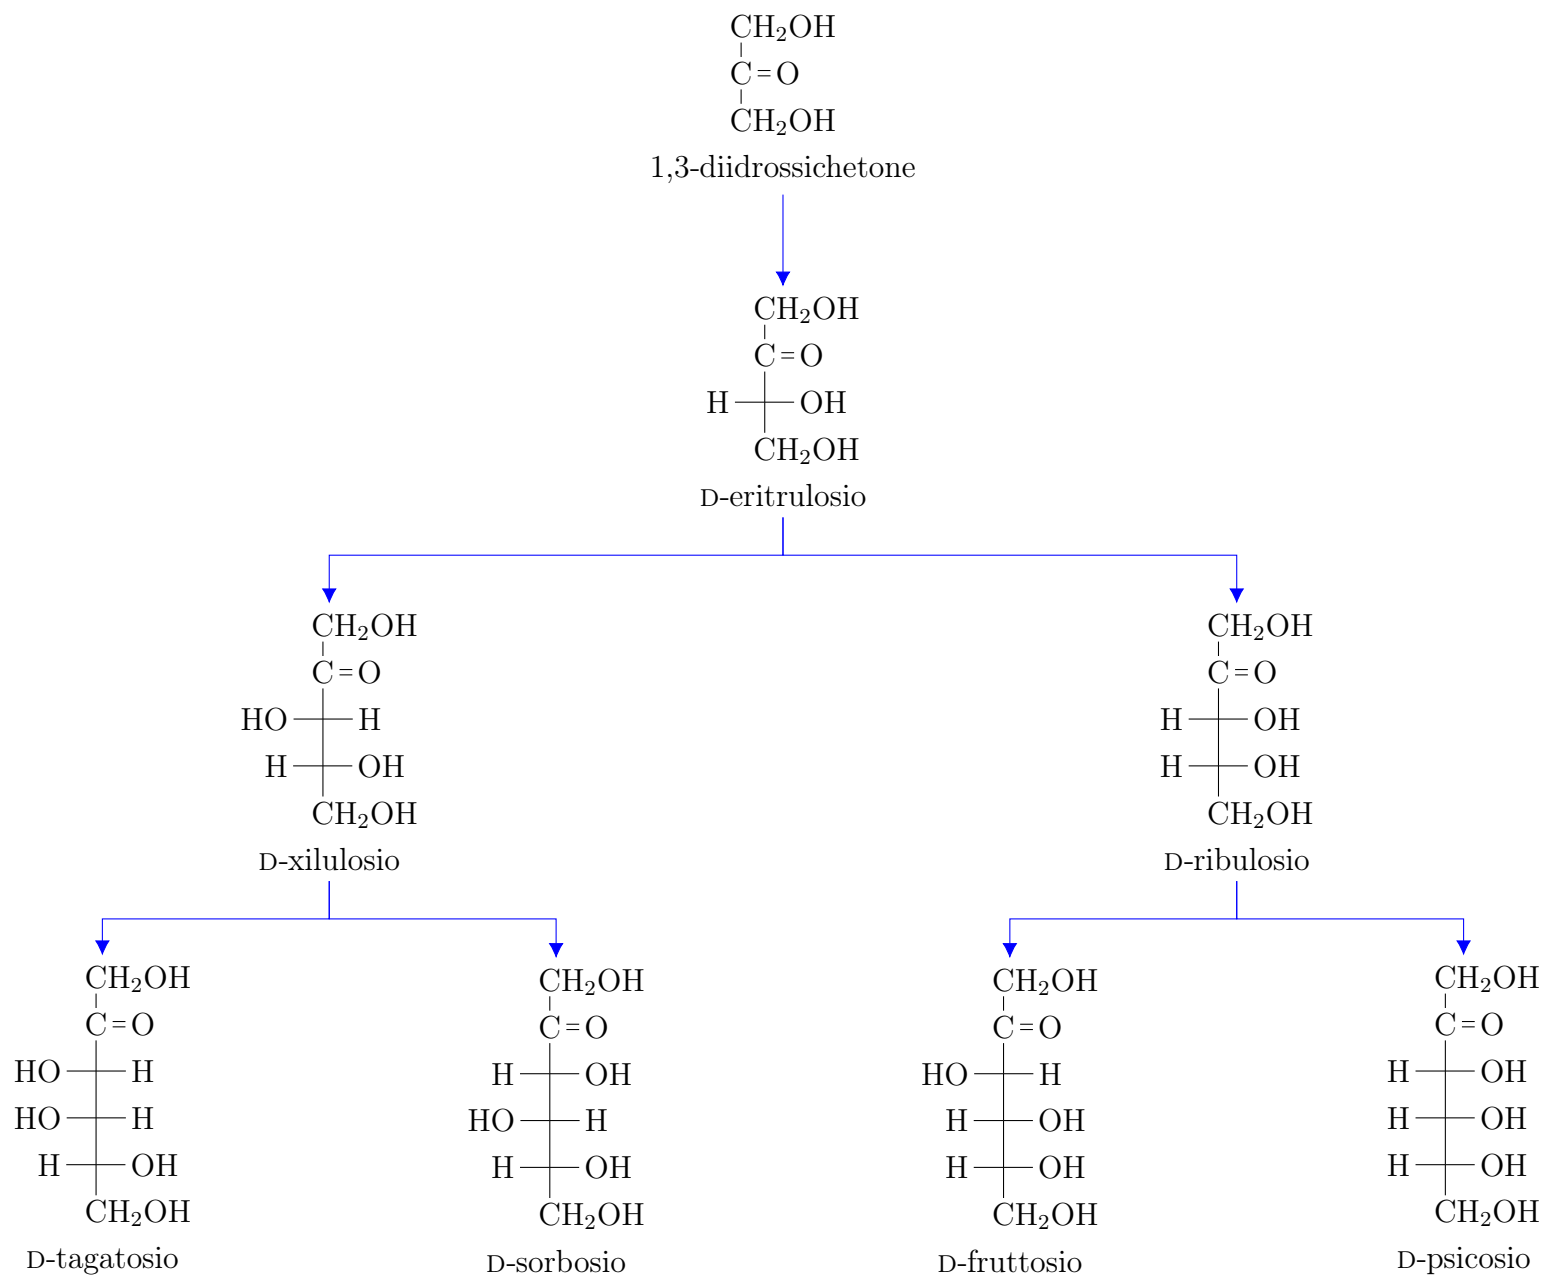 CH₂OH
C=O
CH₂OH
1,3-diidrossichetone
CH₂OH
C=O
H OH
CH₂OH
D-eritrulosio
CH₂OH
C=O
HO H
H OH
CH₂OH
D-xilulosio
CH₂OH
C=O
H OH
H OH
CH₂OH
D-ribulosio
CH₂OH
C=O
HO H
HO H
H OH
CH₂OH
D-tagatosio
CH₂OH
C=O
H OH
HO H
H OH
CH₂OH
D-sorbosio
CH₂OH
C=O
HO H
H OH
H OH
CH₂OH
D-fruttosio
CH₂OH
C=O
H OH
H OH
H OH
CH₂OH
D-psicosio